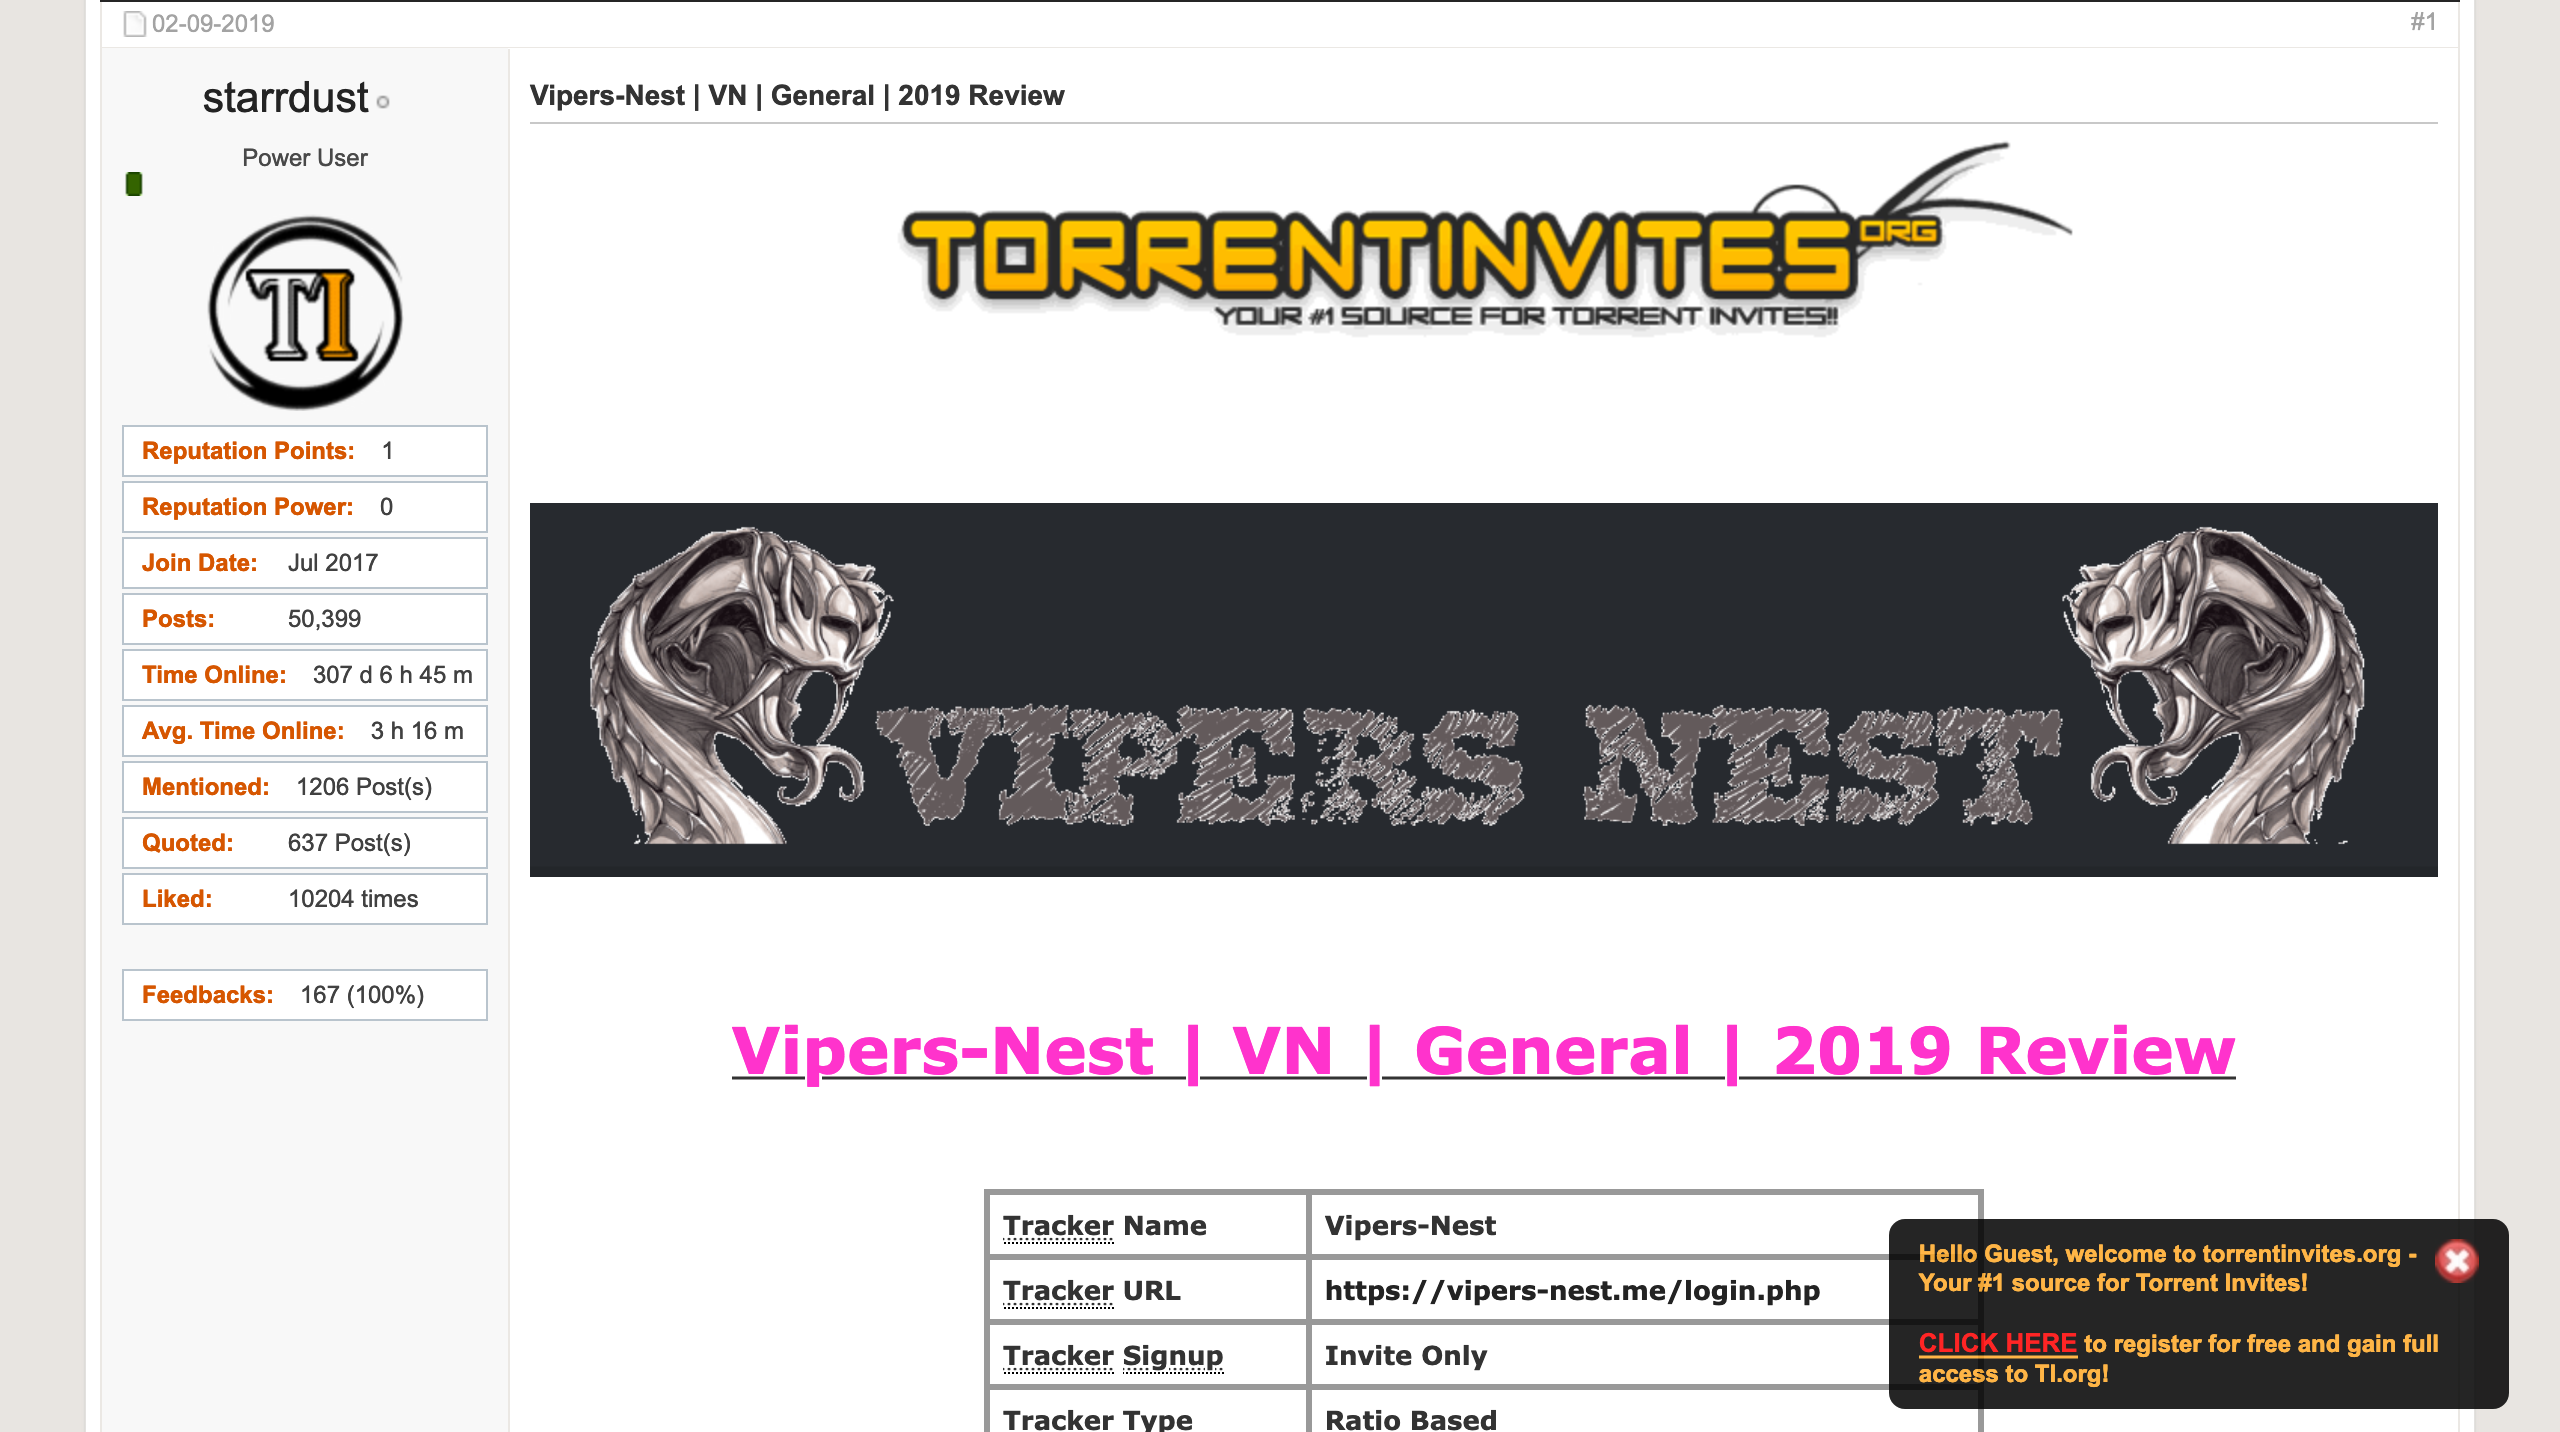 02-09-2019
#1
starrdust
Power User
TI
Reputation Points: 1
Reputation Power: 0
Join Date: Jul 2017
Posts: 50,399
Time Online: 307 d 6 h 45 m
Avg. Time Online: 3 h 16 m
Mentioned: 1206 Post(s)
Quoted: 637 Post(s)
Liked: 10204 times
Feedbacks: 167 (100%)
Vipers-Nest | VN | General | 2019 Review
TORRENTINVITES ORG
YOUR #1 SOURCE FOR TORRENT INVITES!!
VIPERS NEST
Vipers-Nest | VN | General | 2019 Review
Tracker Name Vipers-Nest
Tracker URL https://vipers-nest.me/login.php
Tracker Signup Invite Only
Tracker Type Ratio Based
Hello Guest, welcome to torrentinvites.org -
Your #1 source for Torrent Invites!
CLICK HERE to register for free and gain full
access to TI.org!